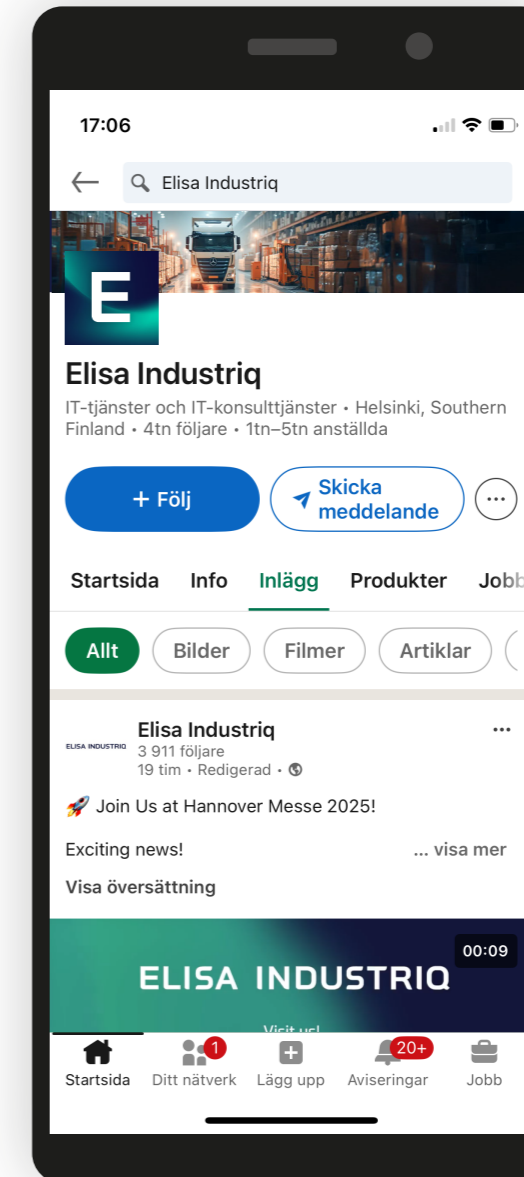 17:06
Elisa Industriq
E
Elisa Industriq
IT-tjänster och IT-konsulttjänster • Helsinki, Southern
Finland • 4tn följare • 1tn–5tn anställda
+ Följ
Skicka
meddelande
Startsida Info Inlägg Produkter Jobb
Allt Bilder Filmer Artiklar
ELISA INDUSTRIQ
Elisa Industriq
3 911 följare
19 tim • Redigerad •
🚀 Join Us at Hannover Messe 2025!
Exciting news! ... visa mer
Visa översättning
00:09
ELISA INDUSTRIQ
Visit us!
1 20+
Startsida Ditt nätverk Lägg upp Aviseringar Jobb